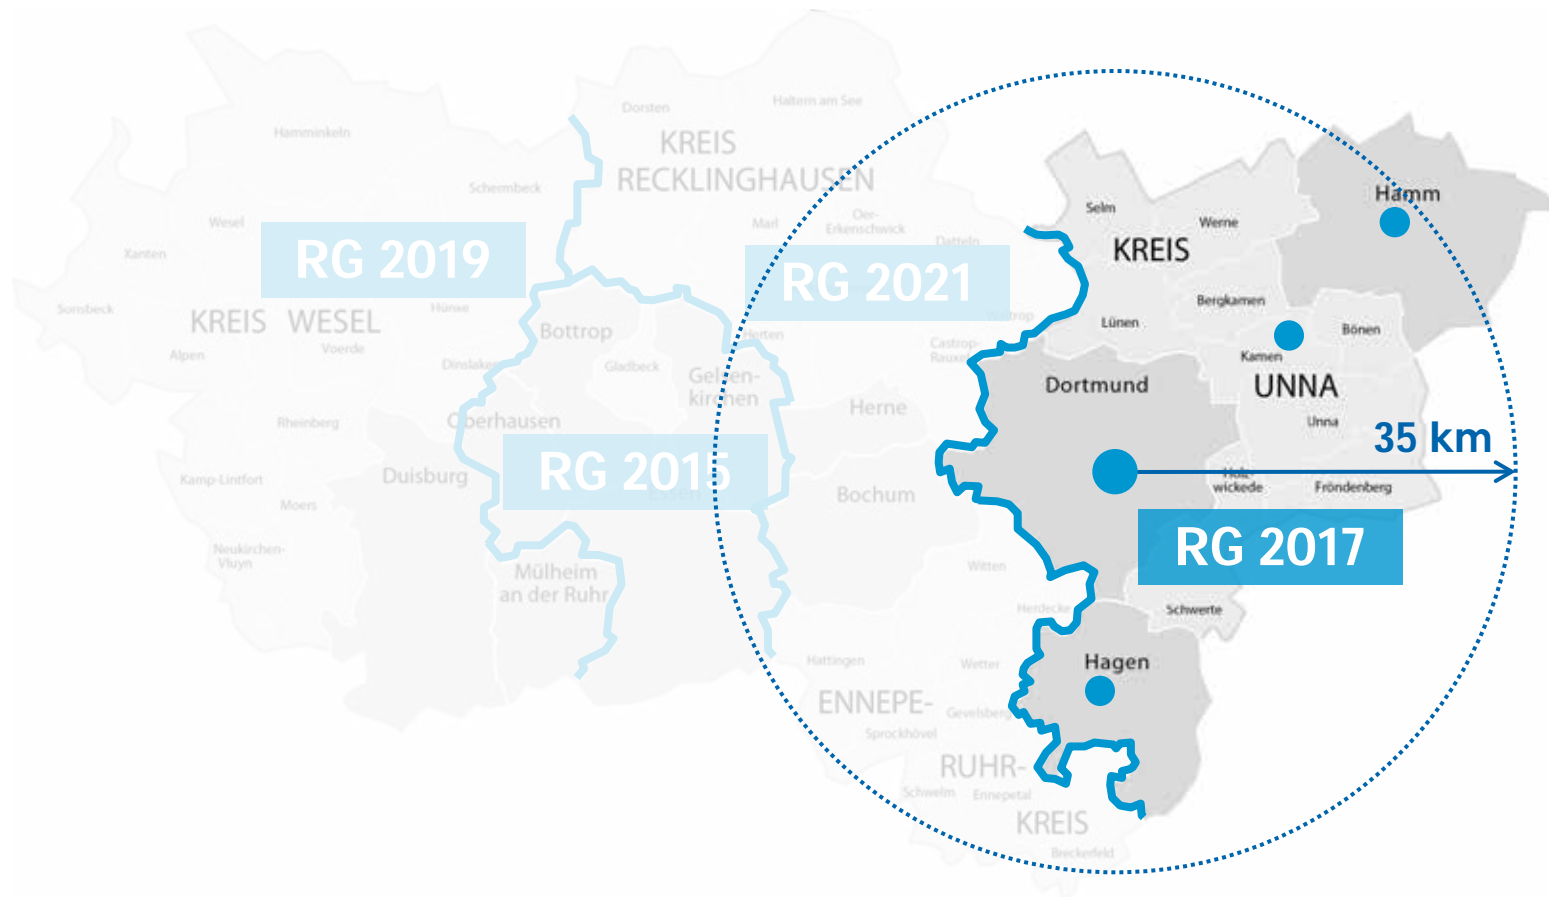 Dorsten
Haltern am See
Hamminkeln
KREIS
RECKLINGHAUSEN
Schermbeck
Hamm
Selm
Werne
Wesel
Marl
Oer-
Erkenschwick
Datteln
KREIS
Xanten
RG 2019
RG 2021
Bergkamen
Sonsbeck
Hünxe
KREIS WESEL
Bottrop
Waltrop
Lünen
Bönen
Voerde
Herten
Castrop-
Rauxel
Alpen
Dinslaken
Gladbeck
Kamen
Gelsen-
kirchen
Dortmund
UNNA
Herne
Rheinberg
Oberhausen
Unna
35 km
Kamp-Lintfort
Duisburg
RG 2015
Essen
Bochum
Holz-
wickede
Fröndenberg
Moers
RG 2017
Neukirchen-
Vluyn
Mülheim
an der Ruhr
Witten
Herdecke
Schwerte
Hattingen
Wetter
Hagen
ENNEPE-
Gevelsberg
Sprockhövel
RUHR-
Schwelm
Ennepetal
KREIS
Breckerfeld